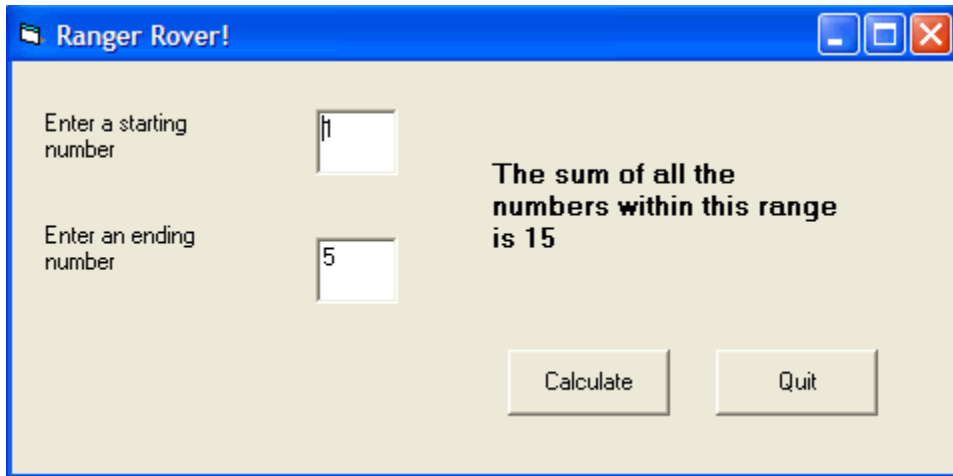 Ranger Rover!
Enter a starting
number
1
The sum of all the
numbers within this range
is 15
Enter an ending
number
5
Calculate
Quit